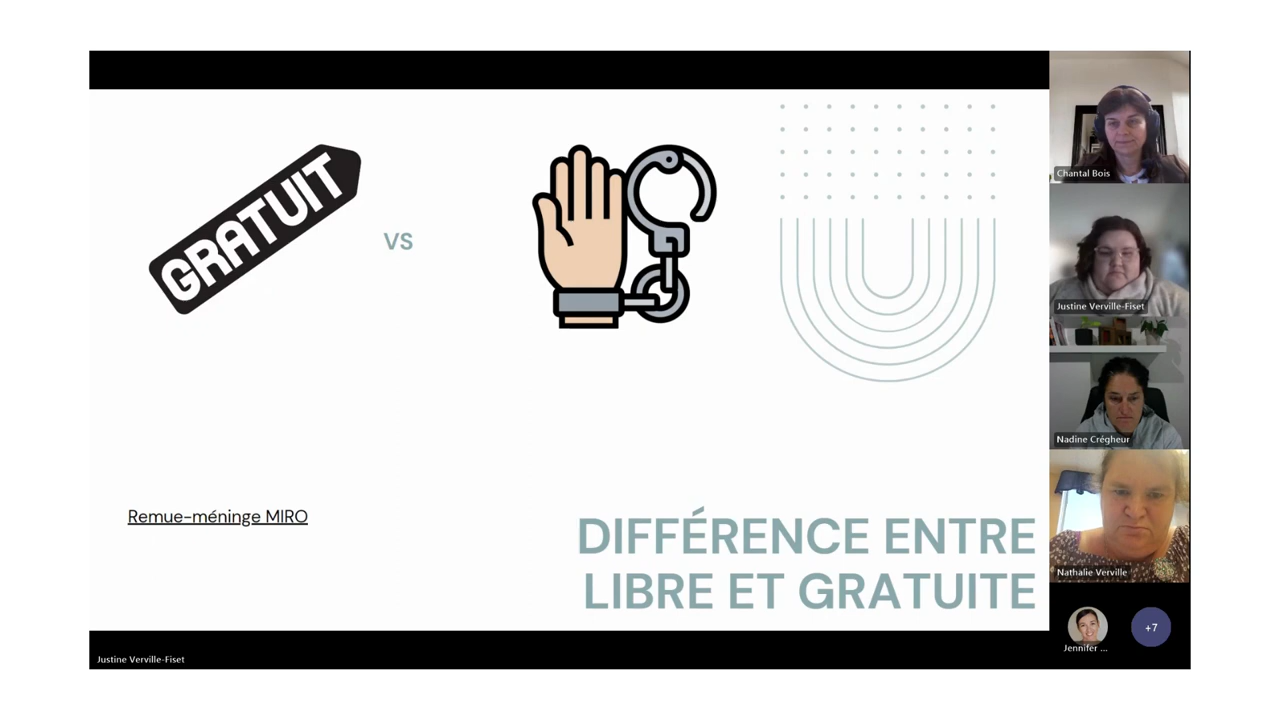 GRATUIT
VS
Remue-méninge MIRO
DIFFÉRENCE ENTRE
LIBRE ET GRATUITE
Chantal Bois
Justine Verville-Fiset
Nadine Crégheur
Nathalie Verville
Jennifer ...
+7
Justine Verville-Fiset